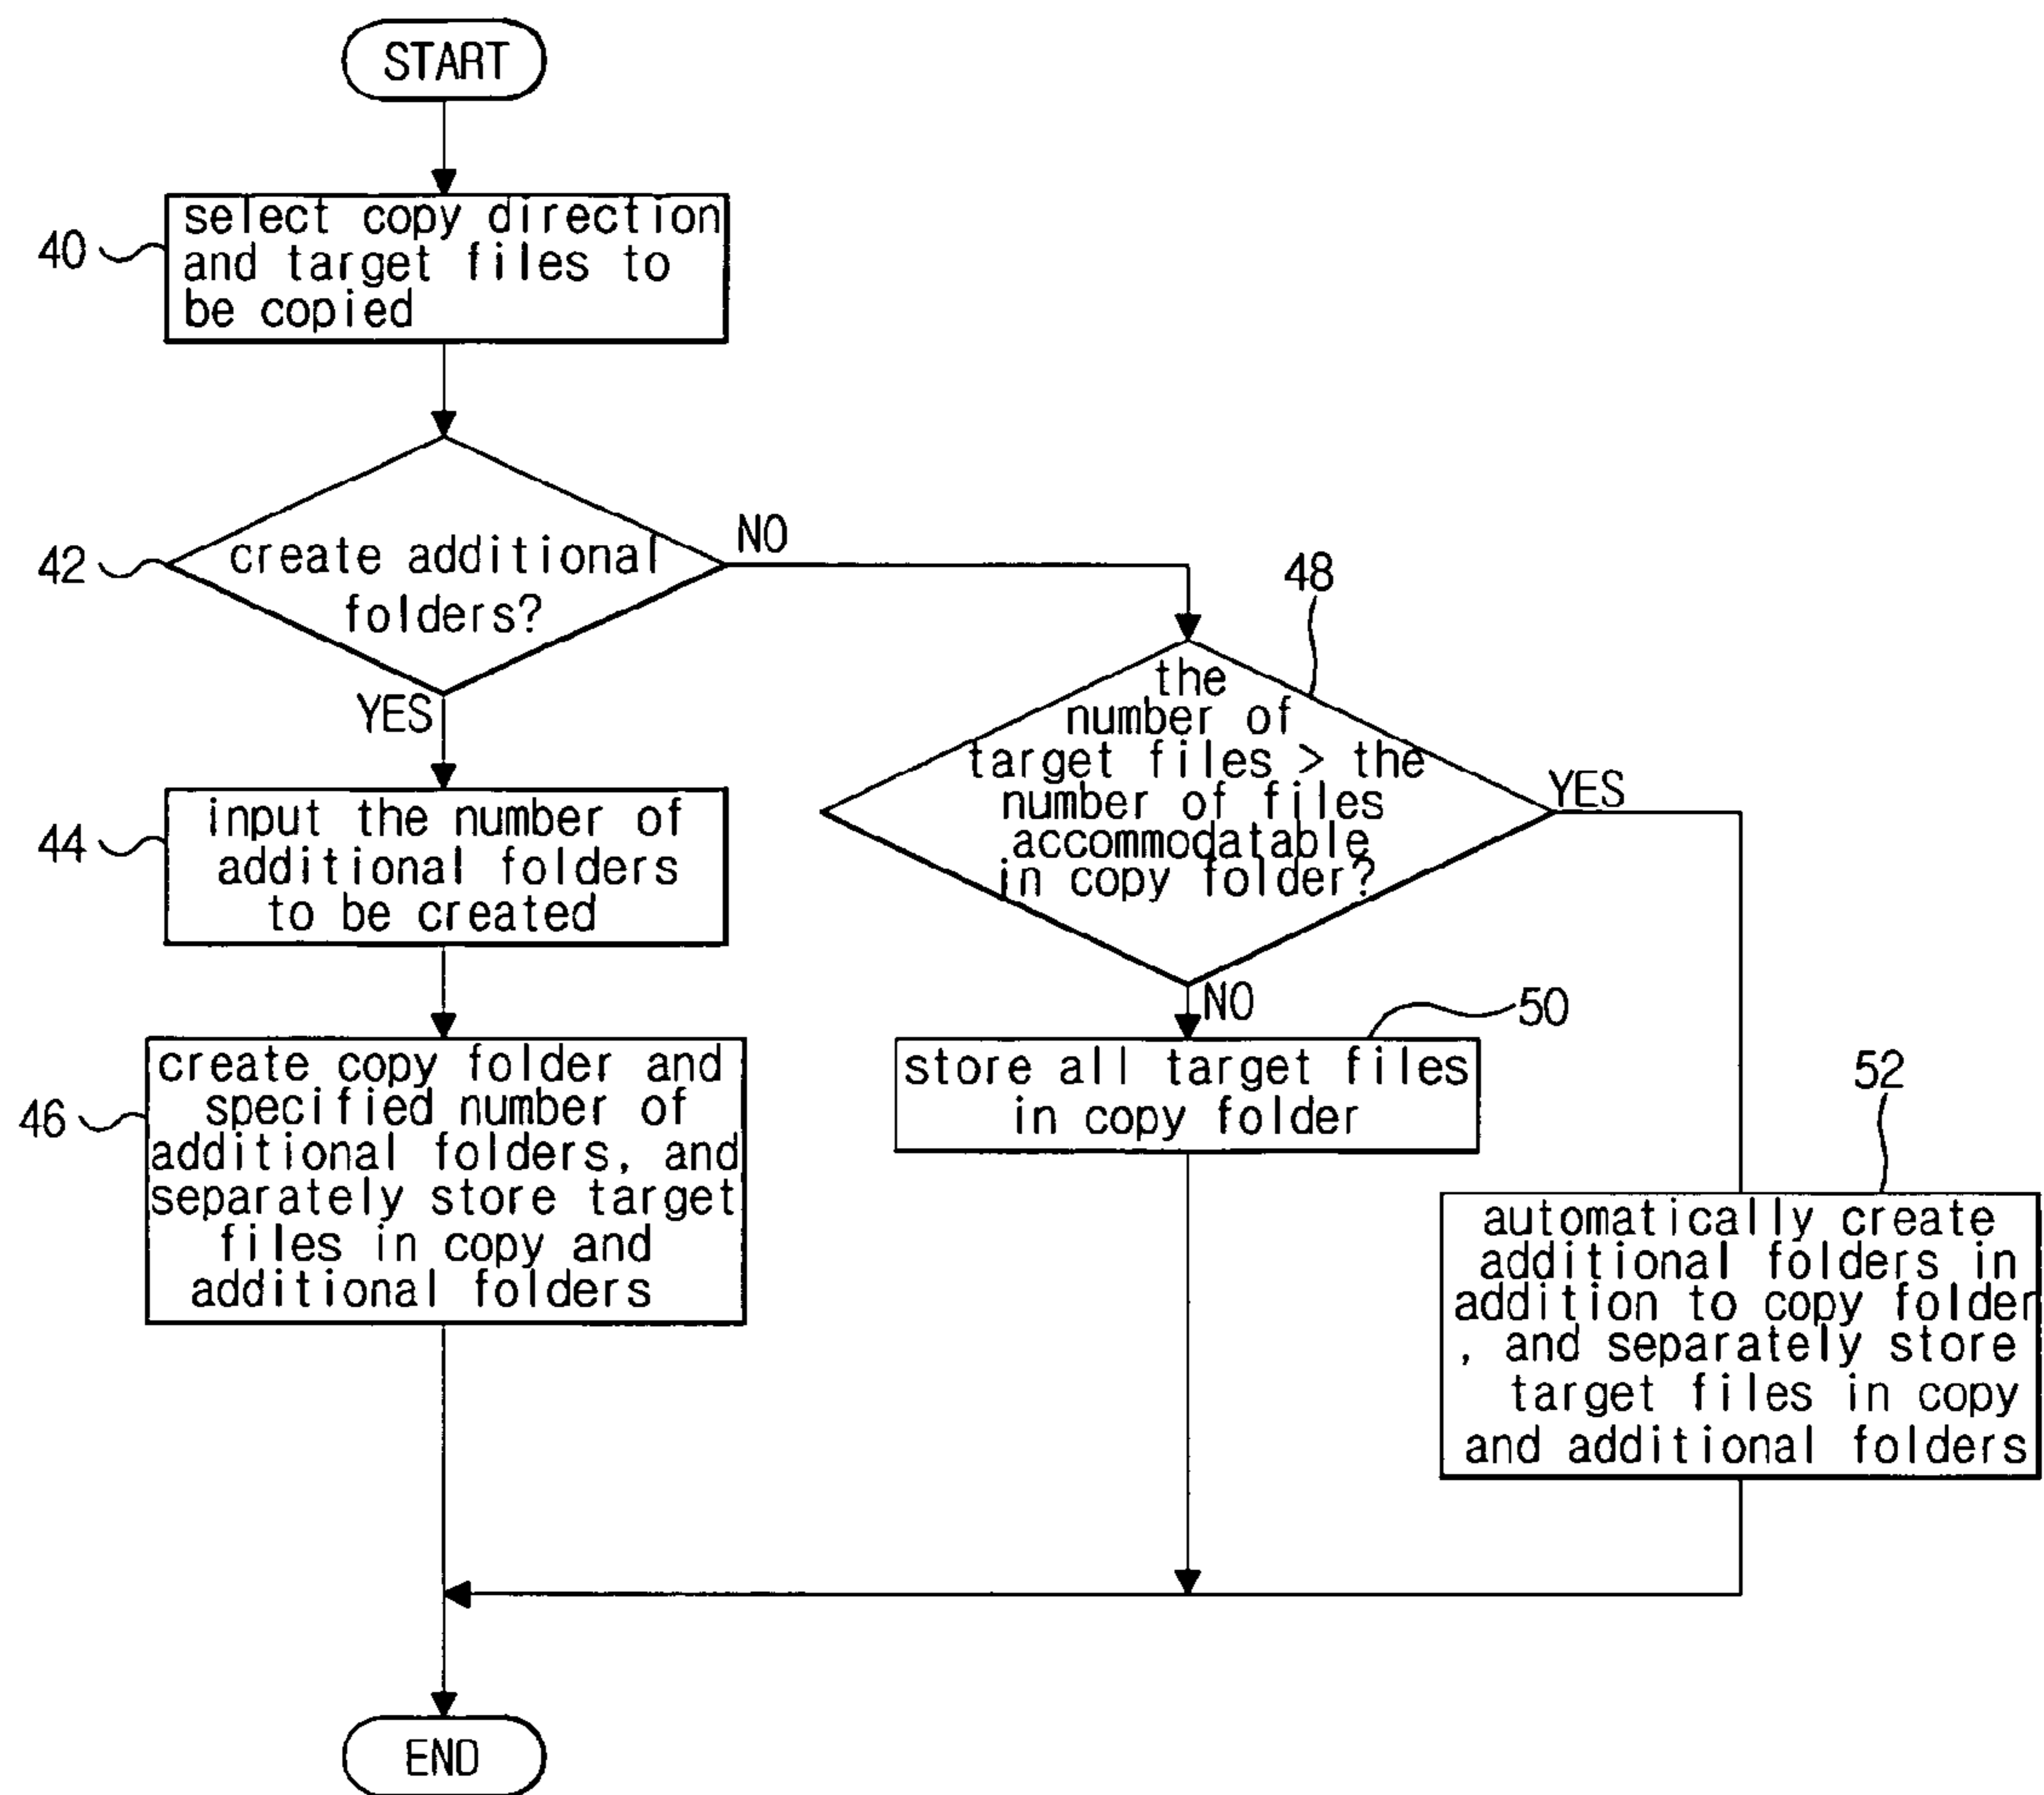 START
40
select copy direction
and target files to
be copied
42
create additional
folders?
NO
YES
48
the
number of
target files > the
number of files
accommodatable
in copy folder?
YES
NO
44
input the number of
additional folders
to be created
46
create copy folder and
specified number of
additional folders, and
separately store target
files in copy and
additional folders
50
store all target files
in copy folder
52
automatically create
additional folders in
addition to copy folder
, and separately store
target files in copy
and additional folders
END